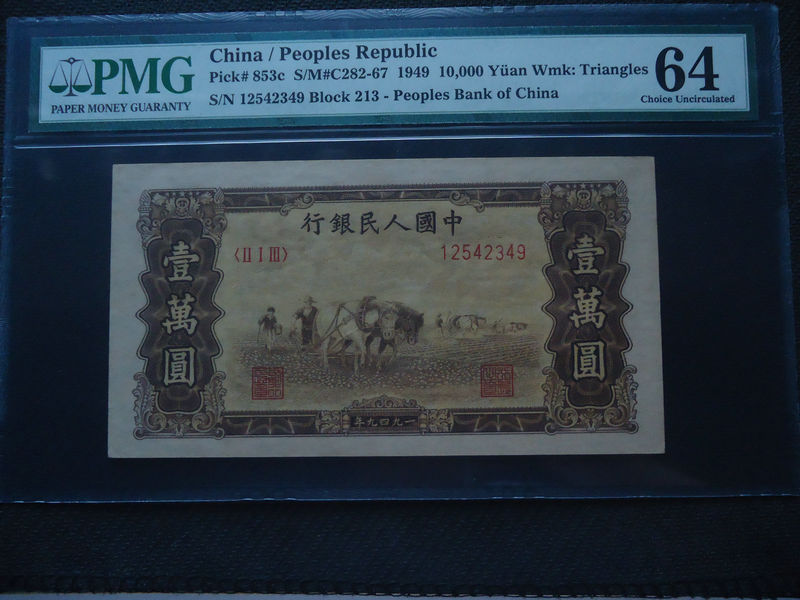 PMG
PAPER MONEY GUARANTY
China / Peoples Republic
Pick# 853c S/M#C282-67 1949 10,000 Yüan Wmk: Triangles
S/N 12542349 Block 213 - Peoples Bank of China
64
Choice Uncirculated
行銀民人國中
〈II I III〉
12542349
壹萬圓
壹萬圓
年九四九一